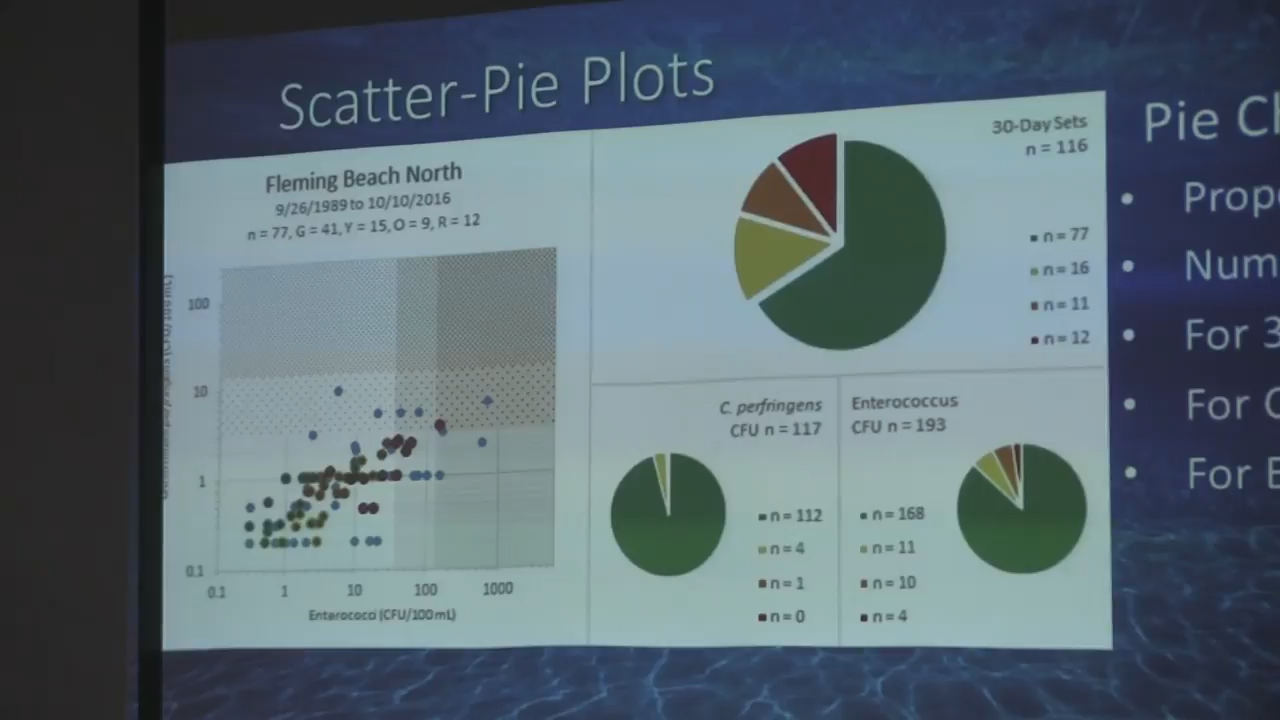 Scatter-Pie Plots
Fleming Beach North
9/26/1989 to 10/10/2016
n = 77, G = 41, Y = 15, O = 9, R = 12
100
10
1
0.1
0.1
1
10
100
1000
Enterococci (CFU/100 mL)
30-Day Sets
n = 116
n = 77
n = 16
n = 11
n = 12
C. perfringens
CFU n = 117
n = 112
n = 4
n = 1
n = 0
Enterococcus
CFU n = 193
n = 168
n = 11
n = 10
n = 4
Pie
• 
• Num
• For 3
• For
• For